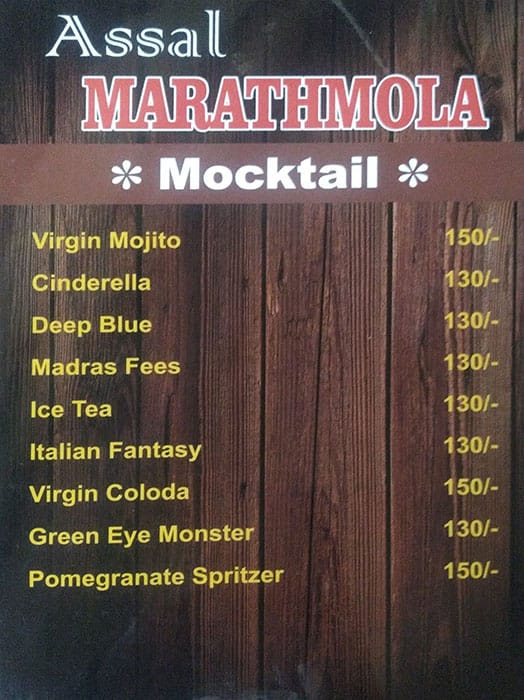 Assal
MARATHMOLA
* Mocktail *
Virgin Mojito 150/-
Cinderella 130/-
Deep Blue 130/-
Madras Fees 130/-
Ice Tea 130/-
Italian Fantasy 130/-
Virgin Coloda 150/-
Green Eye Monster 130/-
Pomegranate Spritzer 150/-